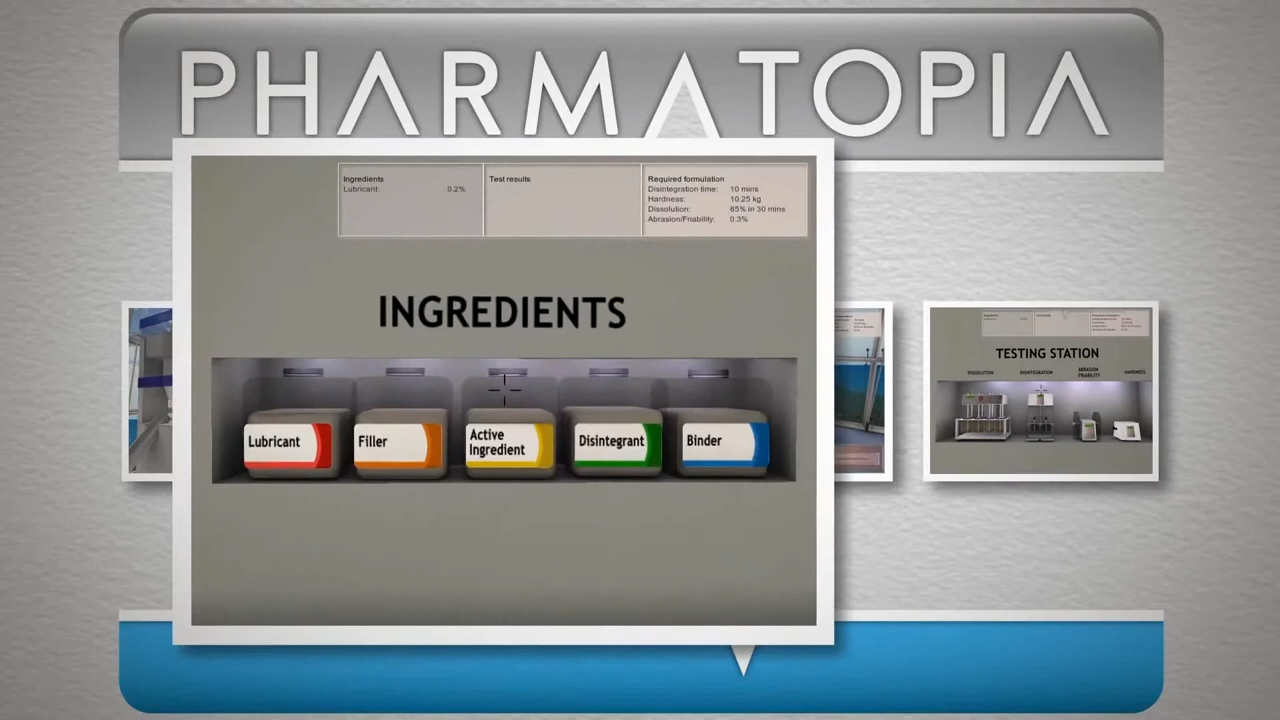 PHARMATOPIA
Ingredients
Lubricant: 0.2%
Test results
Required formulation
Disintegration time: 10 mins
Hardness: 10.25 kg
Dissolution: 85% in 30 mins
Abrasion/Friability: 0.3%
INGREDIENTS
Lubricant
Filler
Active
Ingredient
Disintegrant
Binder
TESTING STATION
DISSOLUTION
DISINTEGRATION
ABRASION
FRIABILITY
HARDNESS